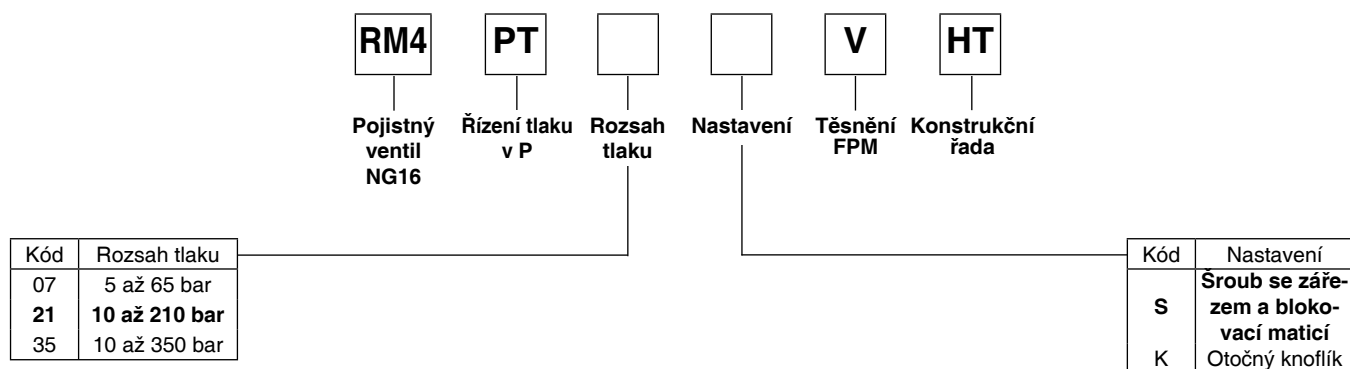 RM4 PT V HT
Pojistný ventil NG16
Řízení tlaku v P
Rozsah tlaku
Nastavení
Těsnění FPM
Konstrukční řada
Kód Rozsah tlaku
07 5 až 65 bar
21 10 až 210 bar
35 10 až 350 bar
Kód Nastavení
S Šroub se záře-
zem a bloko-
vací maticí
K Otočný knoflík